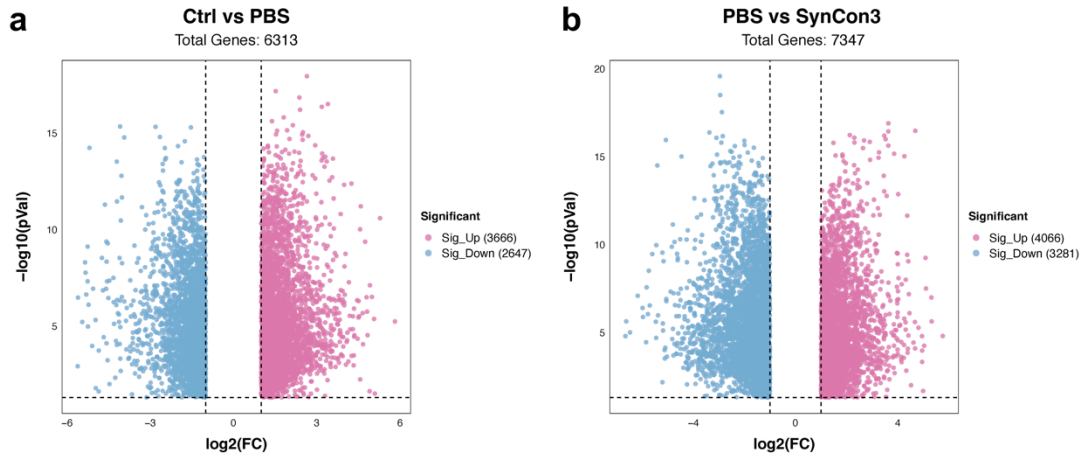 a
Ctrl vs PBS
Total Genes: 6313
−log10(pVal)
15
10
5
−6 −3 0 3 6
log2(FC)
Significant
Sig_Up (3666)
Sig_Down (2647)
b
PBS vs SynCon3
Total Genes: 7347
−log10(pVal)
20
15
10
5
−4 0 4
log2(FC)
Significant
Sig_Up (4066)
Sig_Down (3281)